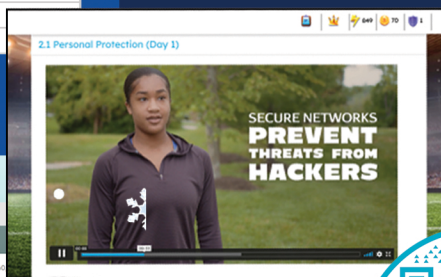 849
70
1
2.1 Personal Protection (Day 1)
SECURE NETWORKS
PREVENT
THREATS FROM
HACKERS